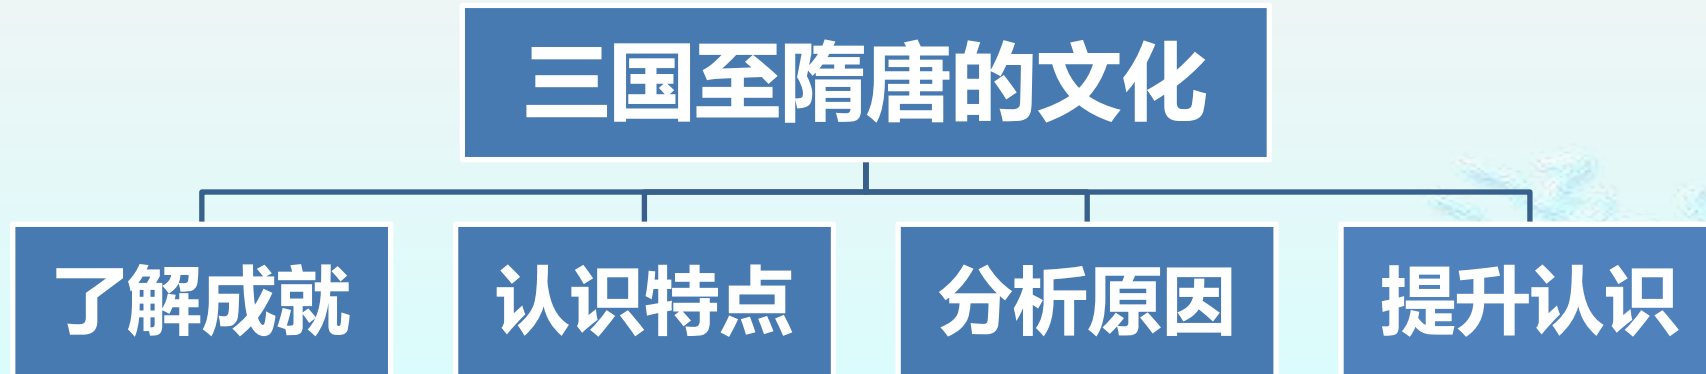 三国至隋唐的文化
了解成就
认识特点
分析原因
提升认识